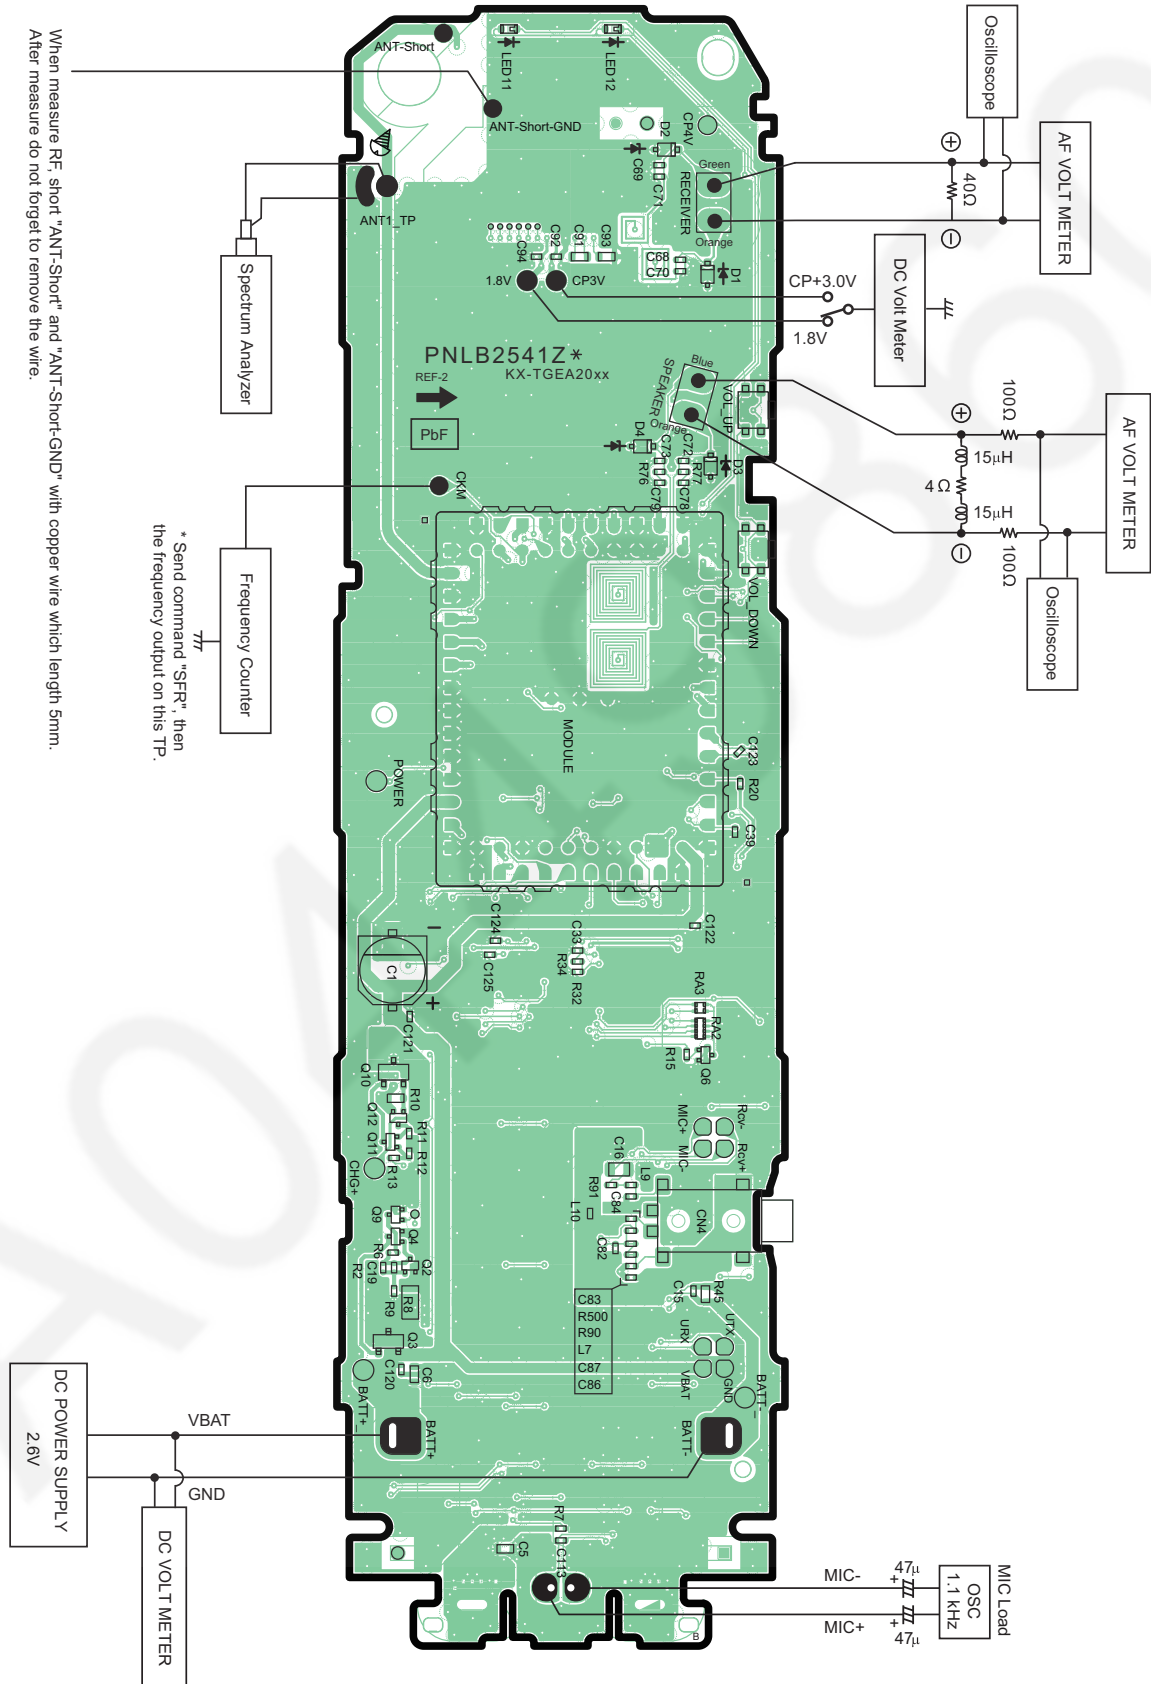 When measure RF, short "ANT-Short" and "ANT-Short-GND" with copper wire which length 5mm.
After measure do not forget to remove the wire.
ANT-Short
ANT-Short-GND
LED11
LED12
CP4V
D2
C69
C71
Green
RECEIVER
Orange
ANT1_TP
C94
C92
C91
C93
C68
C70
D1
1.8V
CP3V
CP+3.0V
1.8V
Oscilloscope
AF VOLT METER
40Ω
DC Volt Meter
Spectrum Analyzer
PNLB2541Z*
KX-TGEA20xx
REF-2
PbF
Blue
SPEAKER
Orange
VOL_UP
D4
C73
C72
R76
R77
D3
C79
C78
100Ω
15µH
4Ω
15µH
100Ω
AF VOLT METER
Oscilloscope
CKM
* Send command "SFR", then
the frequency output on this TP.
Frequency Counter
VOL_DOWN
MODULE
C123
R20
C39
POWER
C1
C124
C125
C33
R34
R32
C122
C121
RA3
RA2
R15
Q6
Q10
R10
Q12
R11
Q11
R12
R13
CHG+
MIC+
Rcv-
MIC-
Rcv+
C16
L9
R91
C84
L10
CN4
C82
Q9
Q4
R6
Q2
R2
C19
R9
R8
Q3
C15
R45
C83
R500
R90
L7
C87
C86
URX
UTX
VBAT
GND
BATT-
C120
C6
BATT+
BATT+
BATT-
DC POWER SUPPLY
2.6V
VBAT
GND
DC VOLT METER
R7
C113
C5
MIC-
MIC+
47µ
47µ
OSC
1.1 kHz
MIC Load
B